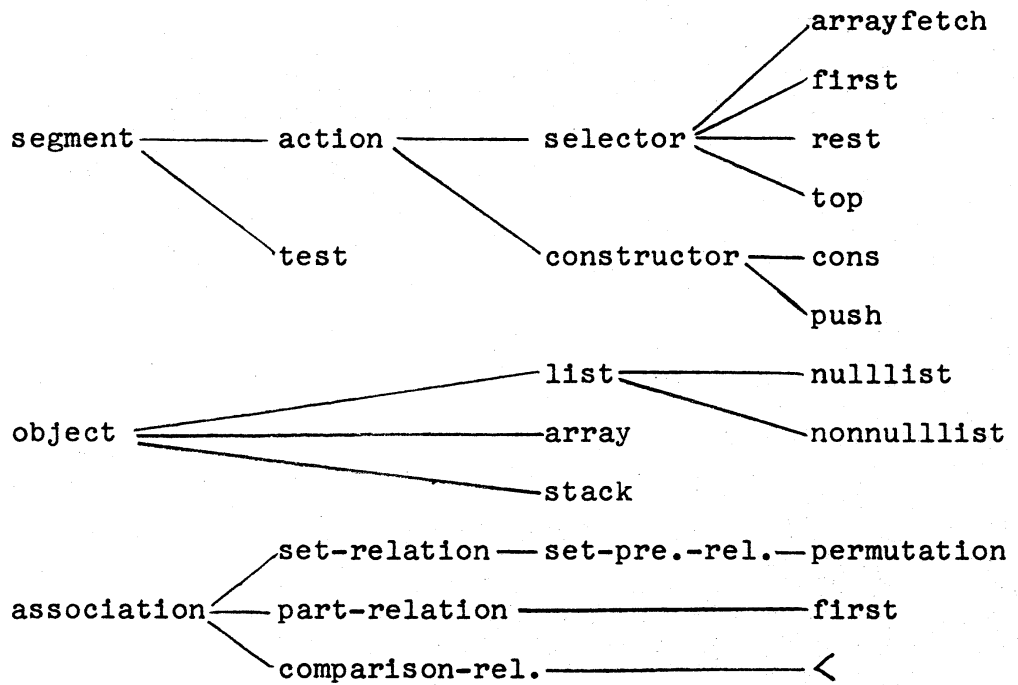 arrayfetch
first
segment action selector rest
top
test constructor cons
push
list nulllist
object array nonnulllist
stack
set-relation set-pre.-rel. permutation
association part-relation first
comparison-rel. <